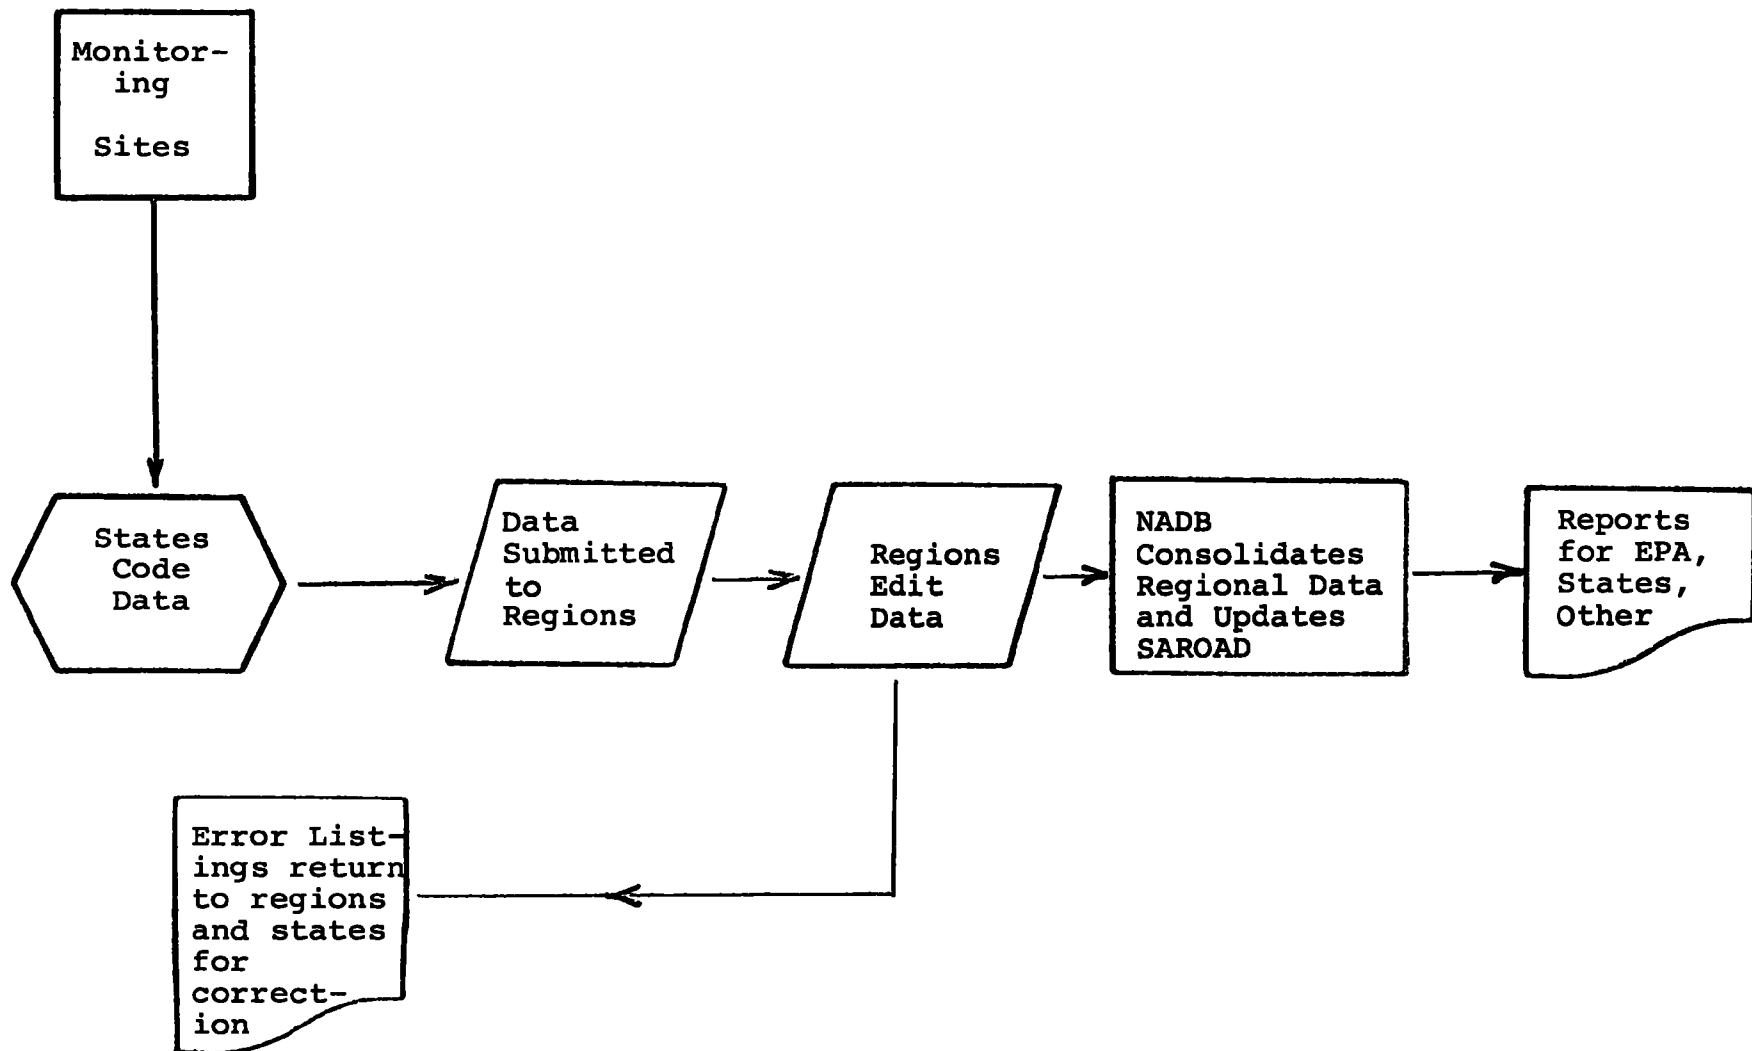 Monitor-
ing
Sites
States
Code
Data
Data
Submitted
to
Regions
Regions
Edit
Data
NADB
Consolidates
Regional Data
and Updates
SAROAD
Reports
for EPA,
States,
Other
Error List-
ings return
to regions
and states
for
correct-
ion